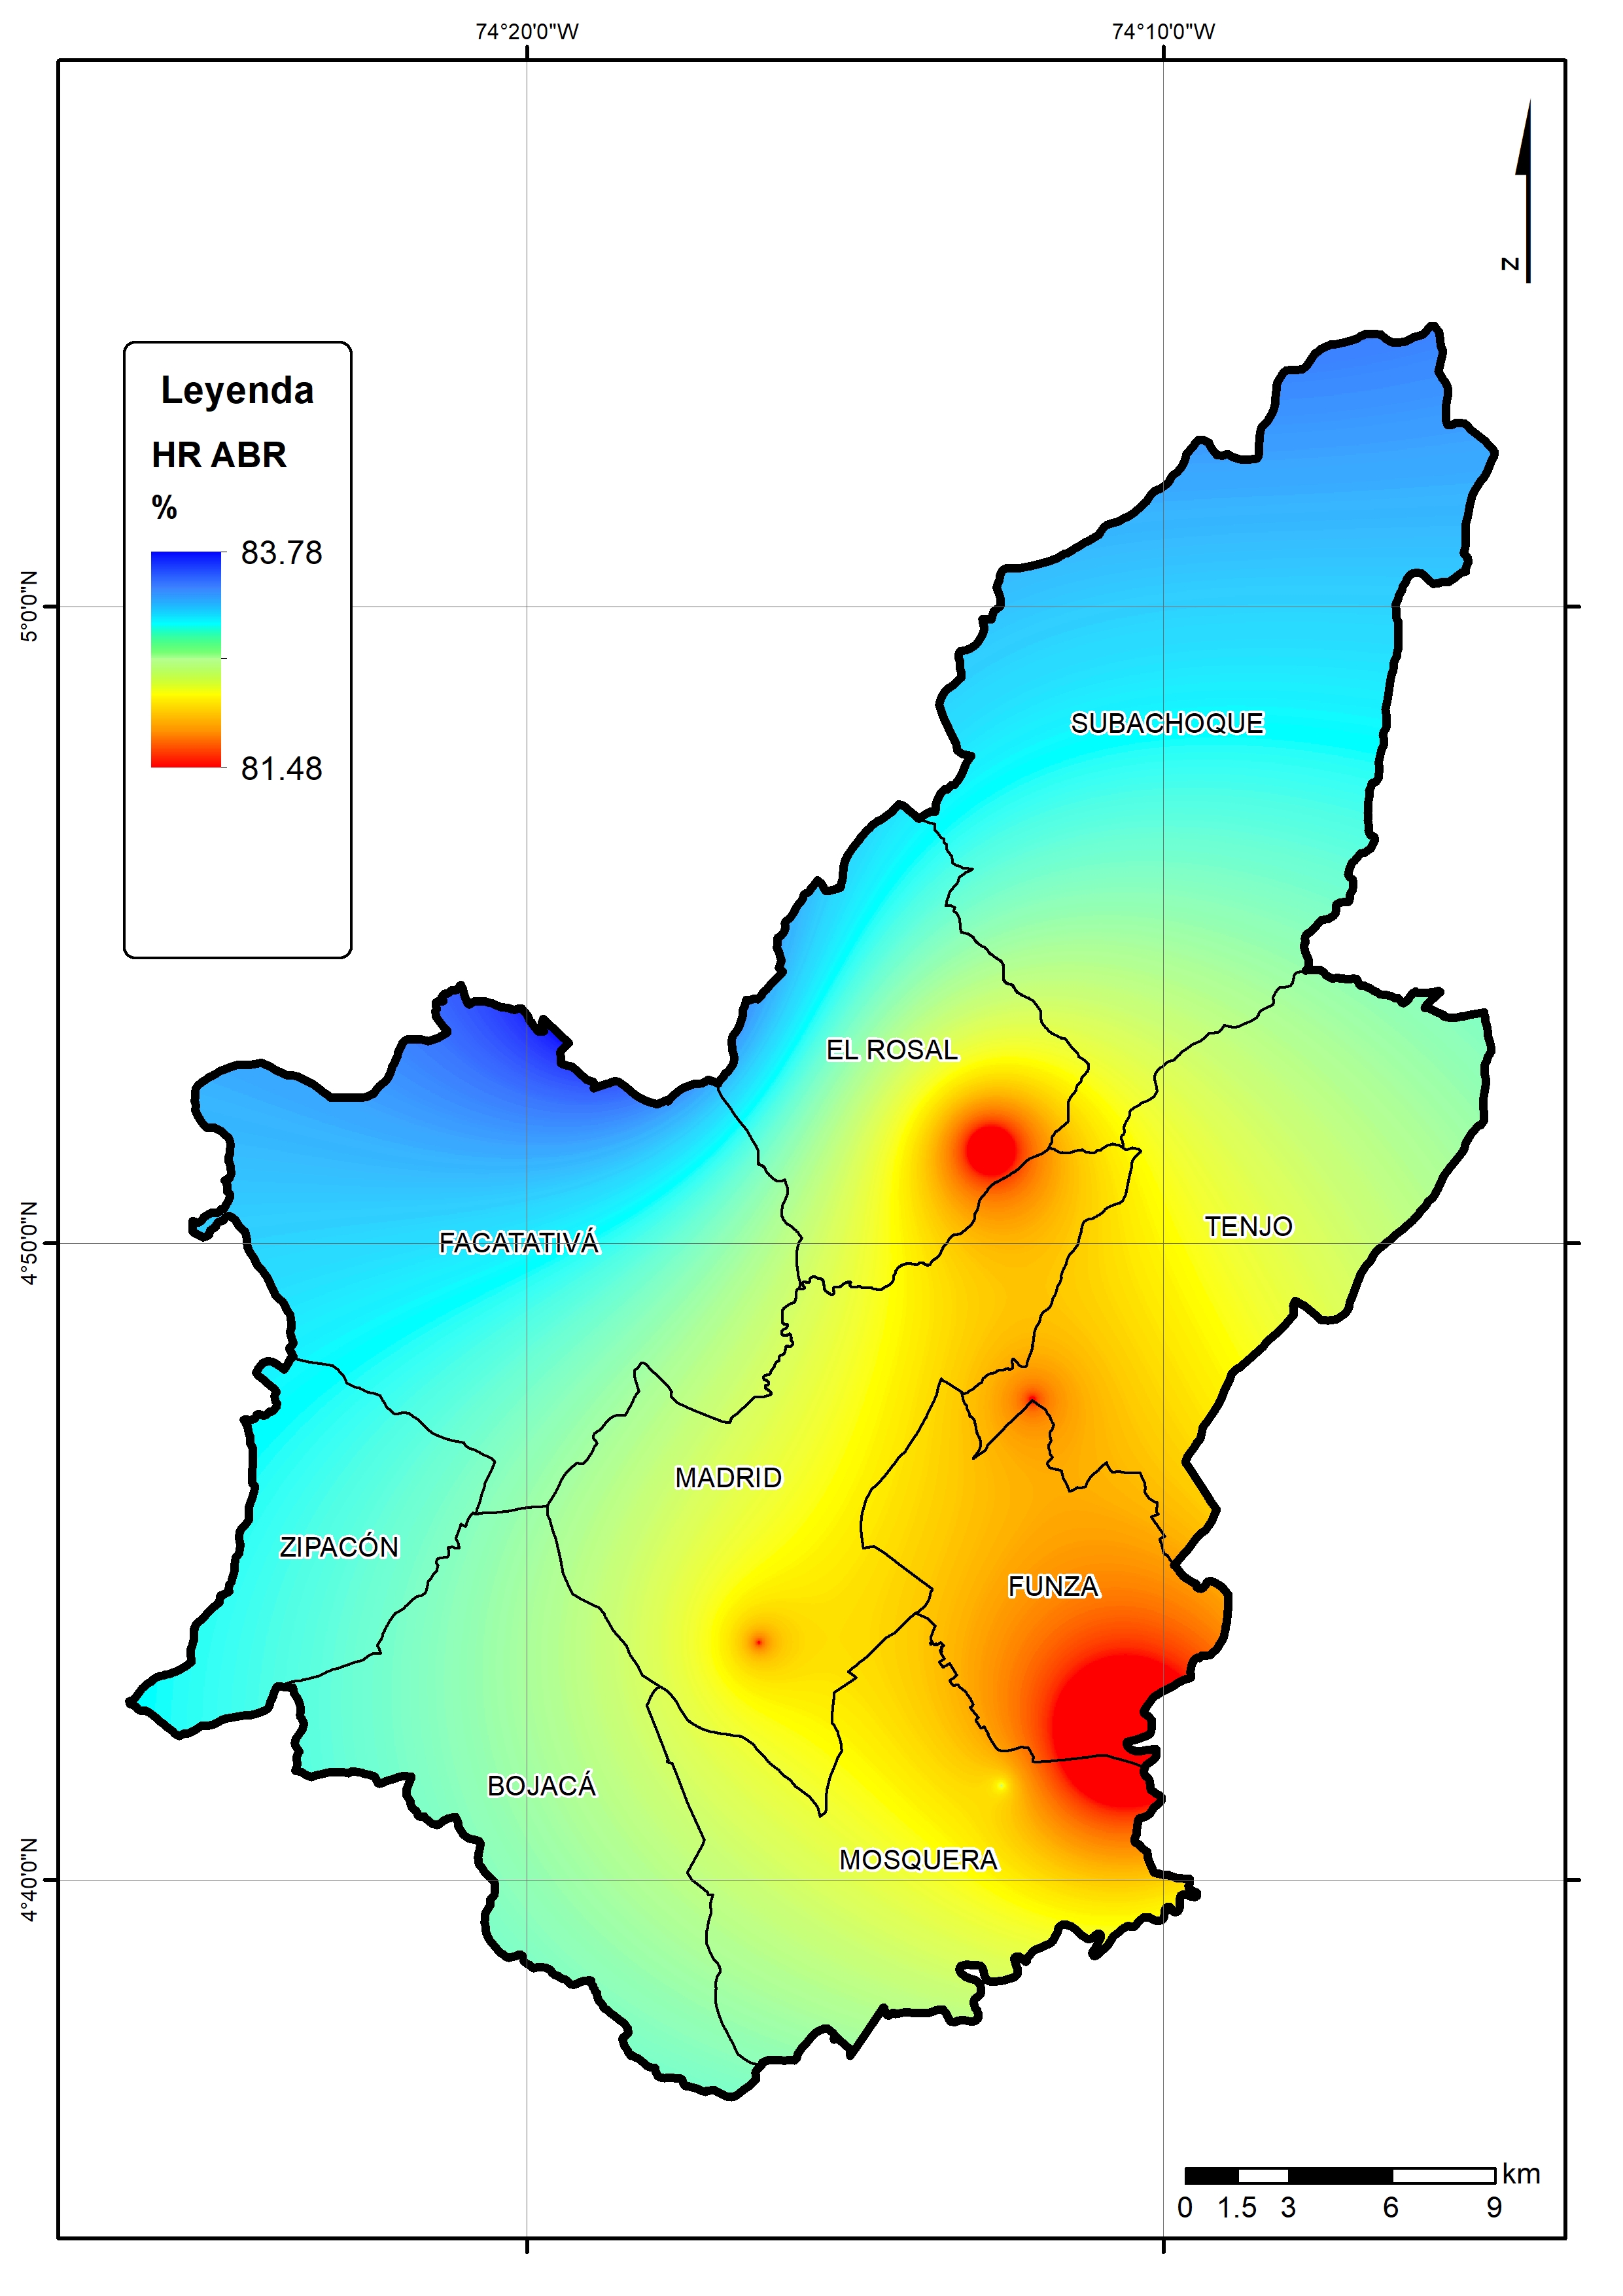 74°20'0"W
74°10'0"W
N
Leyenda
HR ABR
%
83.78
81.48
5°0'0"N
SUBACHOQUE
EL ROSAL
TENJO
4°50'0"N
FACATATIVÁ
MADRID
ZIPACÓN
FUNZA
BOJACÁ
MOSQUERA
4°40'0"N
km
0 1.5 3 6 9